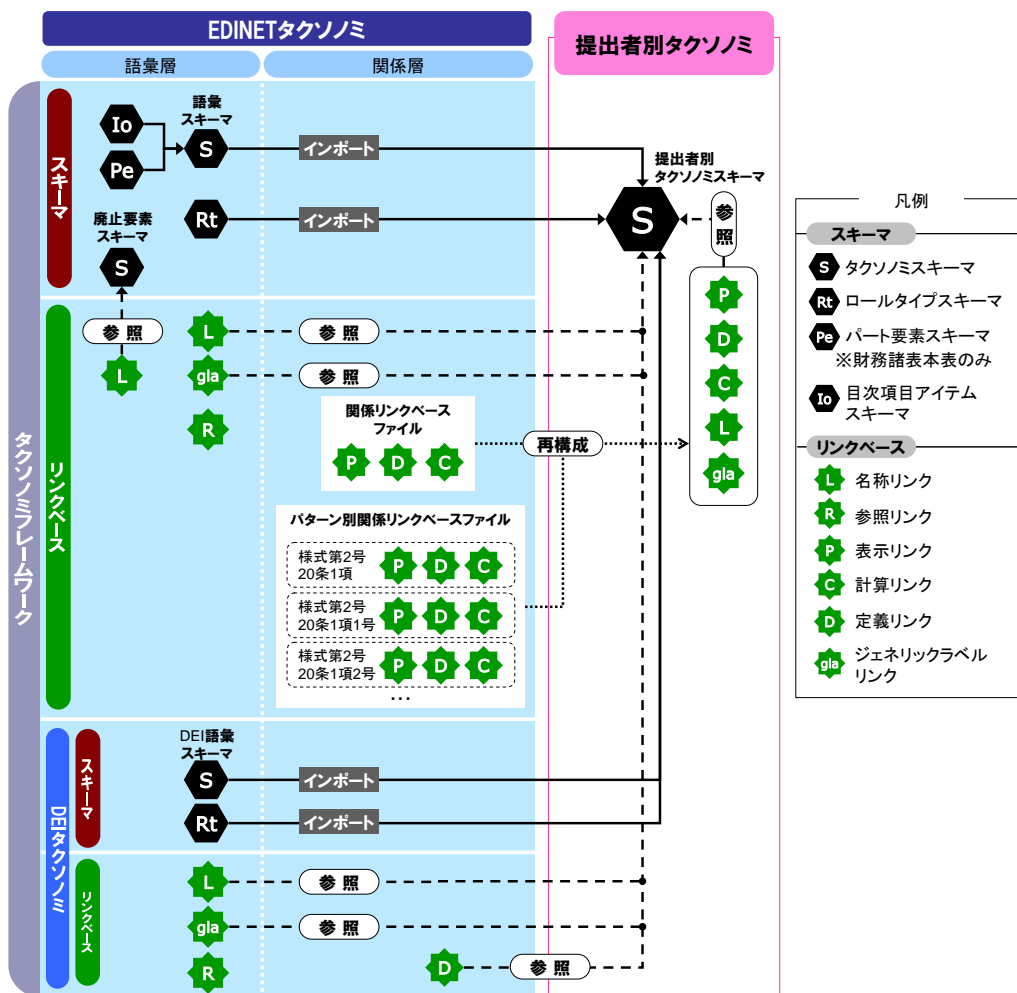 EDINETタクソノミ
提出者別タクソノミ
語彙層
関係層
タクソノミフレームワーク
スキーマ
Io
Pe
語彙
スキーマ
S
インポート
Rt
インポート
廃止要素
スキーマ
S
参照
L
提出者別
タクソノミスキーマ
S
参照
P
D
C
L
gla
リンクベース
L
参照
gla
参照
R
関係リンクベース
ファイル
P D C
再構成
パターン別関係リンクベースファイル
様式第2号
20条1項
P D C
様式第2号
20条1項1号
P D C
様式第2号
20条1項2号
P D C
...
DEIタクソノミ
スキーマ
DEI語彙
スキーマ
S
インポート
Rt
インポート
リンクベース
L
参照
gla
参照
R
D
参照
凡例
スキーマ
S タクソノミスキーマ
Rt ロールタイプスキーマ
Pe パート要素スキーマ
※財務諸表本表のみ
Io 目次項目アイテム
スキーマ
リンクベース
L 名称リンク
R 参照リンク
P 表示リンク
C 計算リンク
D 定義リンク
gla ジェネリックラベル
リンク